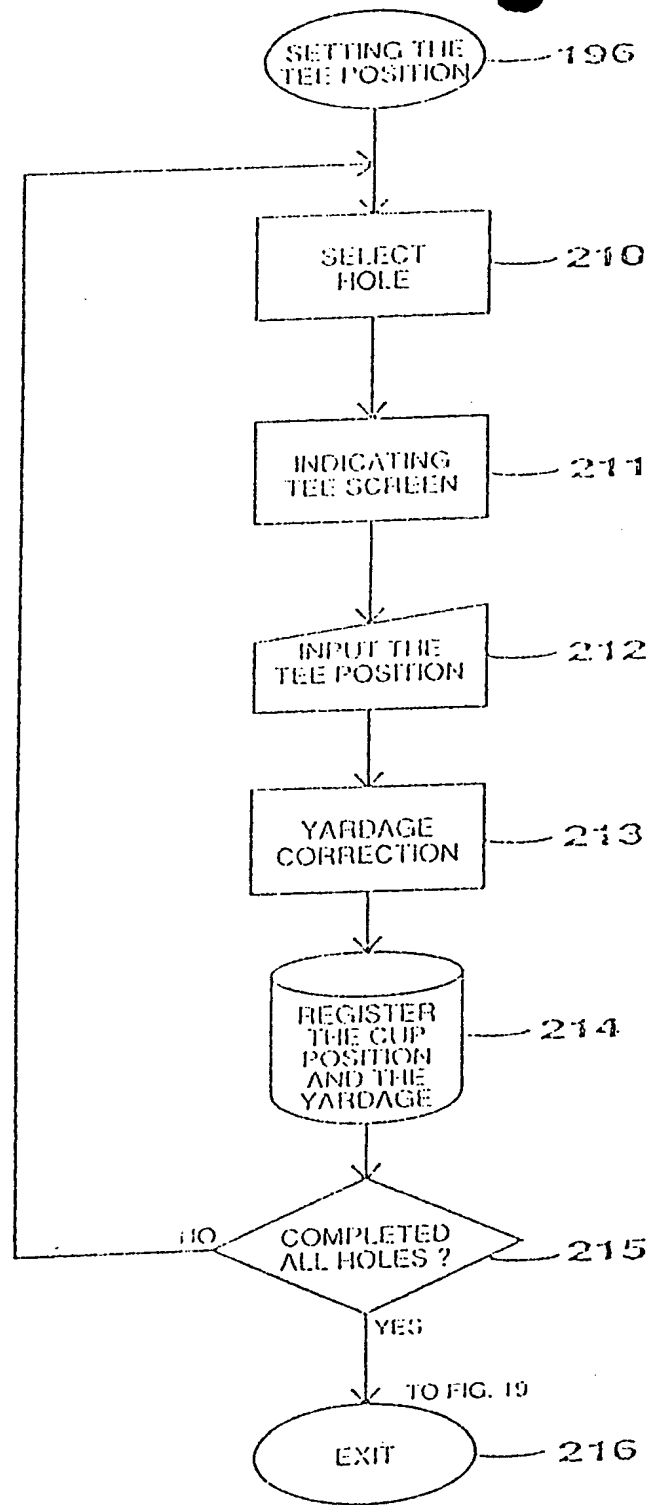 SETTING THE
TEE POSITION
196
SELECT
HOLE
210
INDICATING
TEE SCREEN
211
INPUT THE
TEE POSITION
212
YARDAGE
CORRECTION
213
REGISTER
THE CUP
POSITION
AND THE
YARDAGE
214
NO
COMPLETED
ALL HOLES ?
215
YES
TO FIG. 19
EXIT
216